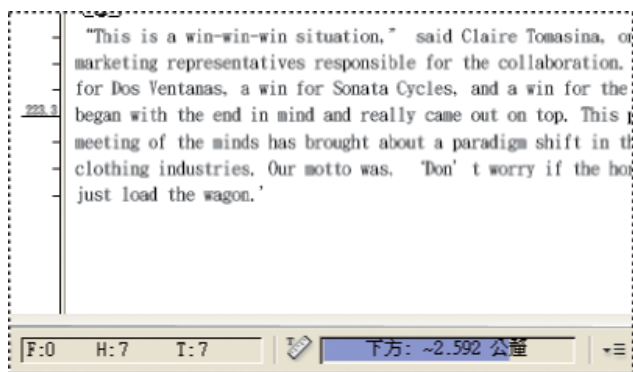 “This is a win-win-win situation,” said Claire Tomasina, o
marketing representatives responsible for the collaboration.
for Dos Ventanas, a win for Sonata Cycles, and a win for the
223.3
began with the end in mind and really came out on top. This
meeting of the minds has brought about a paradigm shift in th
clothing industries. Our motto was. ‘Don’ t worry if the ho
just load the wagon.’
F:0 H:7 T:7 下方: ~2.592 公釐